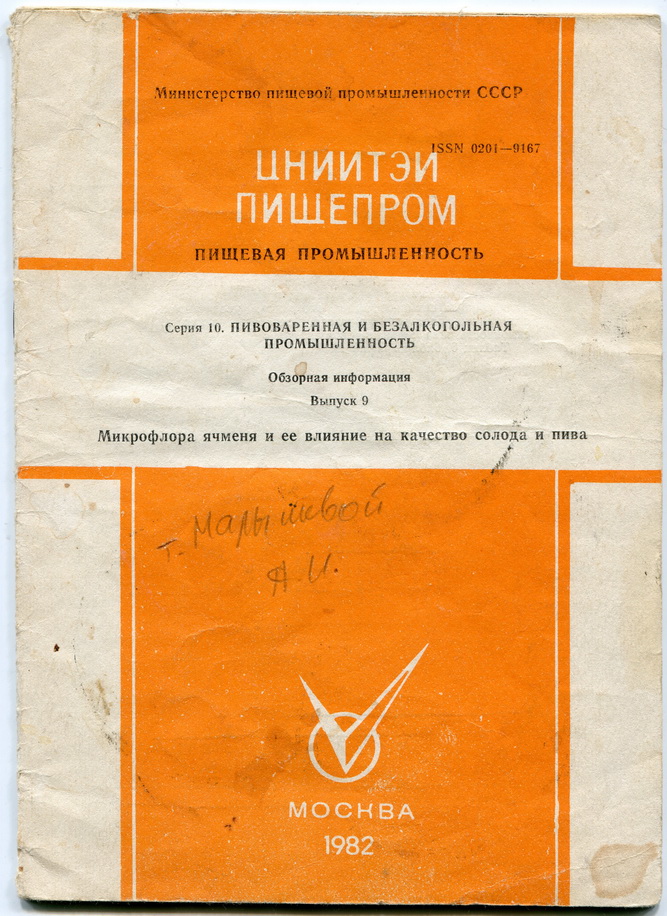 Министерство пищевой промышленности СССР
ISSN 0201—9167
ЦНИИТЭИ
ПИЩЕПРОМ
ПИЩЕВАЯ ПРОМЫШЛЕННОСТЬ
Серия 10. ПИВОВАРЕННАЯ И БЕЗАЛКОГОЛЬНАЯ
ПРОМЫШЛЕННОСТЬ
Обзорная информация
Выпуск 9
Микрофлора ячменя и ее влияние на качество солода и пива
т. Малышевой
А.И.
МОСКВА
1982